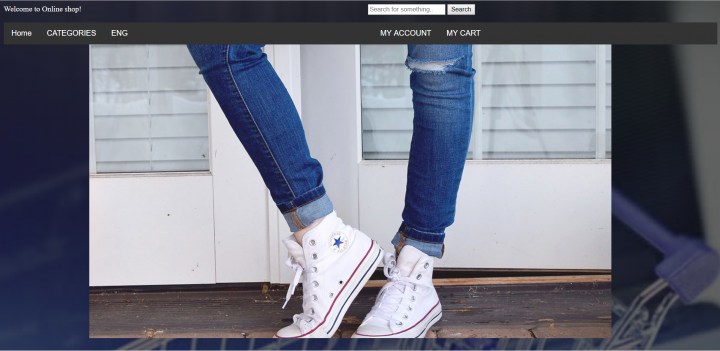 Welcome to Online shop!
Search for something
Search
Home CATEGORIES ENG MY ACCOUNT MY CART